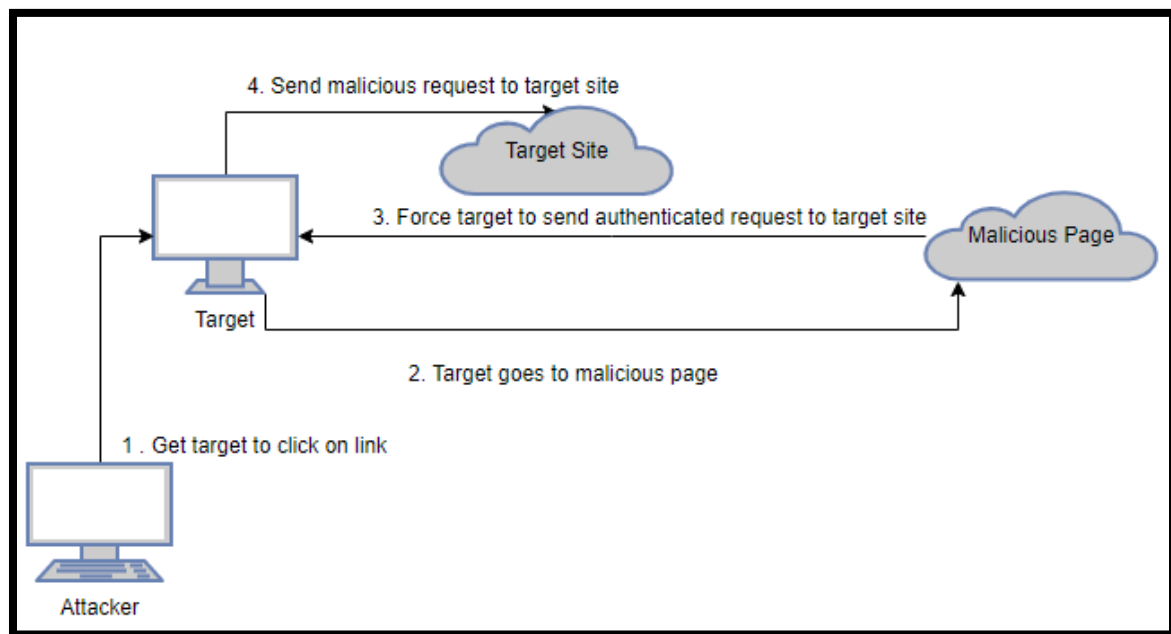 4. Send malicious request to target site
Target Site
3. Force target to send authenticated request to target site
Malicious Page
Target
2. Target goes to malicious page
1 . Get target to click on link
Attacker